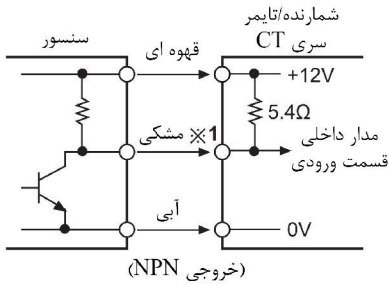 شمارنده/تایمر
سری CT
سنسور
قهوه ای
+12V
5.4Ω
مشکی ※1
مدار داخلی
قسمت ورودی
آبی
0V
(خروجی NPN)